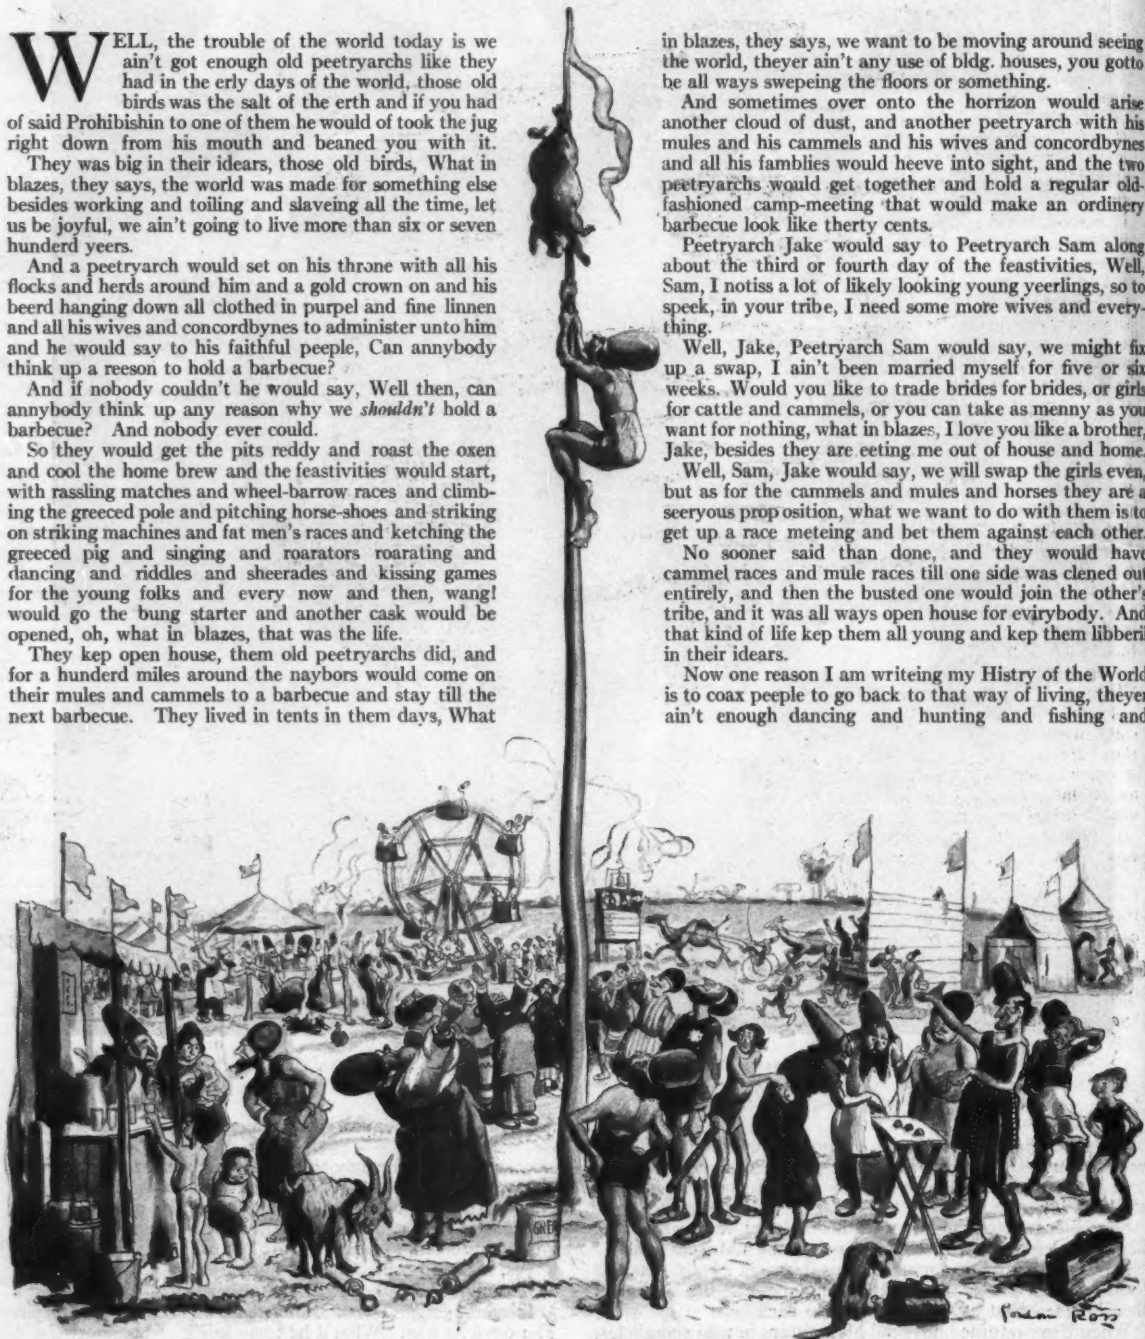 WELL, the trouble of the world today is we
ain't got enough old peetryarchs like they
had in the erly days of the world, those old
birds was the salt of the erth and if you had
of said Prohibishin to one of them he would of took the jug
right down from his mouth and beaned you with it.
They was big in their idears, those old birds, What in
blazes, they says, the world was made for something else
besides working and toiling and slaveing all the time, let
us be joyful, we ain't going to live more than six or seven
hunderd yeers.
And a peetryarch would set on his throne with all his
flocks and herds around him and a gold crown on and his
beerd hanging down all clothed in purpel and fine linnen
and all his wives and concordbynes to administer unto him
and he would say to his faithful peeple, Can annybody
think up a reeson to hold a barbecue?
And if nobody couldn't he would say, Well then, can
annybody think up any reason why we shouldn't hold a
barbecue? And nobody ever could.
So they would get the pits reddy and roast the oxen
and cool the home brew and the feastivities would start,
with rassling matches and wheel-barrow races and climb-
ing the greeced pole and pitching horse-shoes and striking
on striking machines and fat men's races and ketching the
greeced pig and singing and roarators roarating and
dancing and riddles and sheerades and kissing games
for the young folks and every now and then, wang!
would go the bung starter and another cask would be
opened, oh, what in blazes, that was the life.
They kep open house, them old peetryarchs did, and
for a hunderd miles around the naybors would come on
their mules and cammels to a barbecue and stay till the
next barbecue. They lived in tents in them days, What
in blazes, they says, we want to be moving around seeing
the world, theyer ain't any use of bldg. houses, you gotto
be all ways swepeing the floors or something.
And sometimes over onto the horrizon would arise
another cloud of dust, and another peetryarch with his
mules and his cammels and his wives and concordbynes
and all his famblies would heeve into sight, and the two
peetryarchs would get together and hold a regular old-
fashioned camp-meeting that would make an ordinery
barbecue look like therty cents.
Peetryarch Jake would say to Peetryarch Sam along
about the third or fourth day of the feastivities, Well,
Sam, I notiss a lot of likely looking young yeerlings, so to
speek, in your tribe, I need some more wives and every-
thing.
Well, Jake, Peetryarch Sam would say, we might fix
up a swap, I ain't been married myself for five or six
weeks. Would you like to trade brides for brides, or girls
for cattle and cammels, or you can take as menny as you
want for nothing, what in blazes, I love you like a brother,
Jake, besides they are eeting me out of house and home.
Well, Sam, Jake would say, we will swap the girls even,
but as for the cammels and mules and horses they are a
seeryous proposition, what we want to do with them is to
get up a race meteing and bet them against each other.
No sooner said than done, and they would have
cammel races and mule races till one side was clened out
entirely, and then the busted one would join the other's
tribe, and it was all ways open house for evirybody. And
that kind of life kep them all young and kep them libberil
in their idears.
Now one reason I am writeing my Histry of the World
is to coax peeple to go back to that way of living, theyer
ain't enough dancing and hunting and fishing and
GRE
Ross